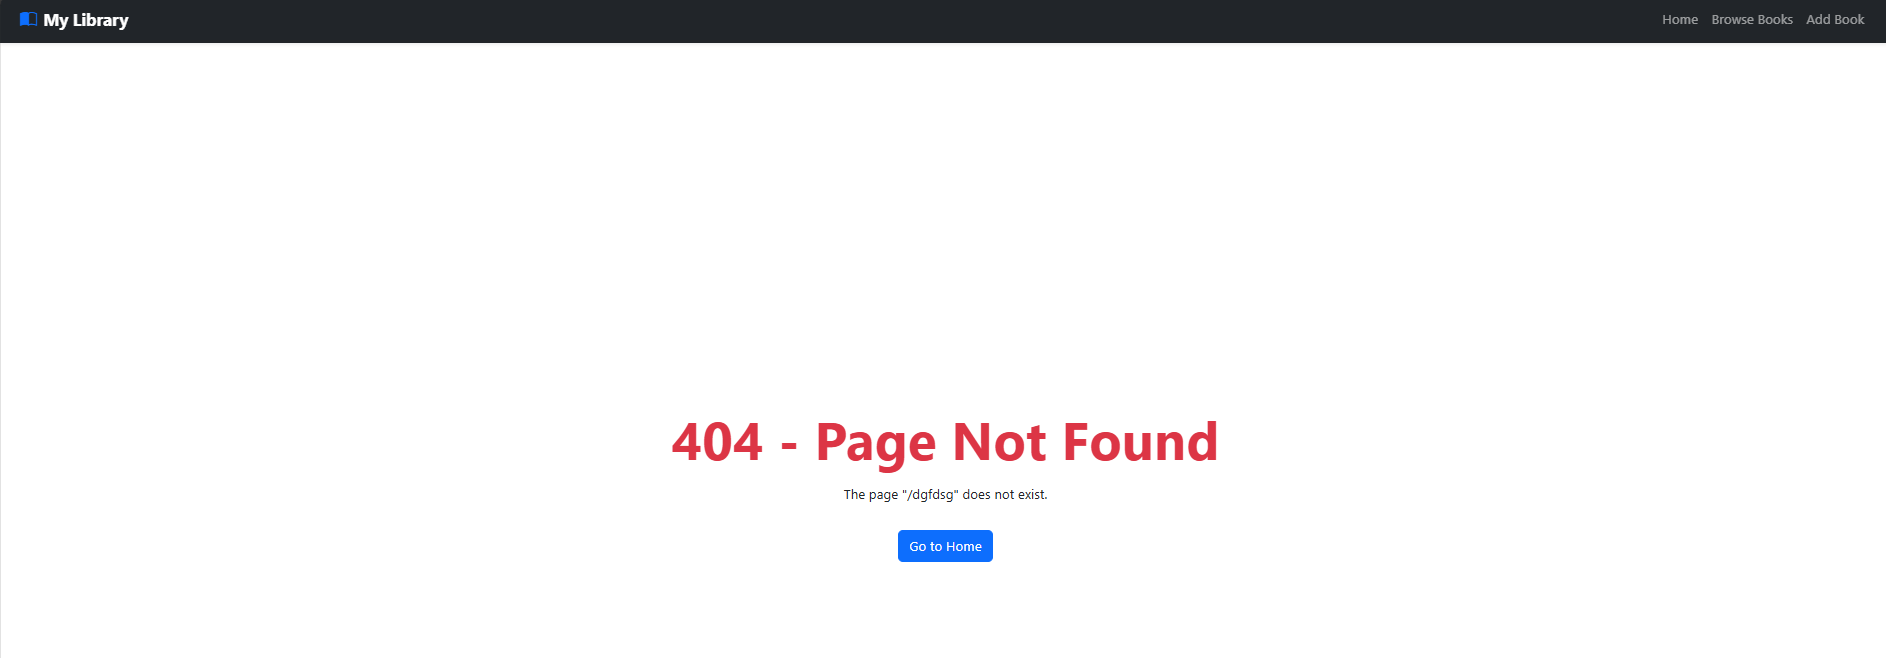 My Library
Home Browse Books Add Book
404 - Page Not Found
The page "/dgfdsg" does not exist.
Go to Home